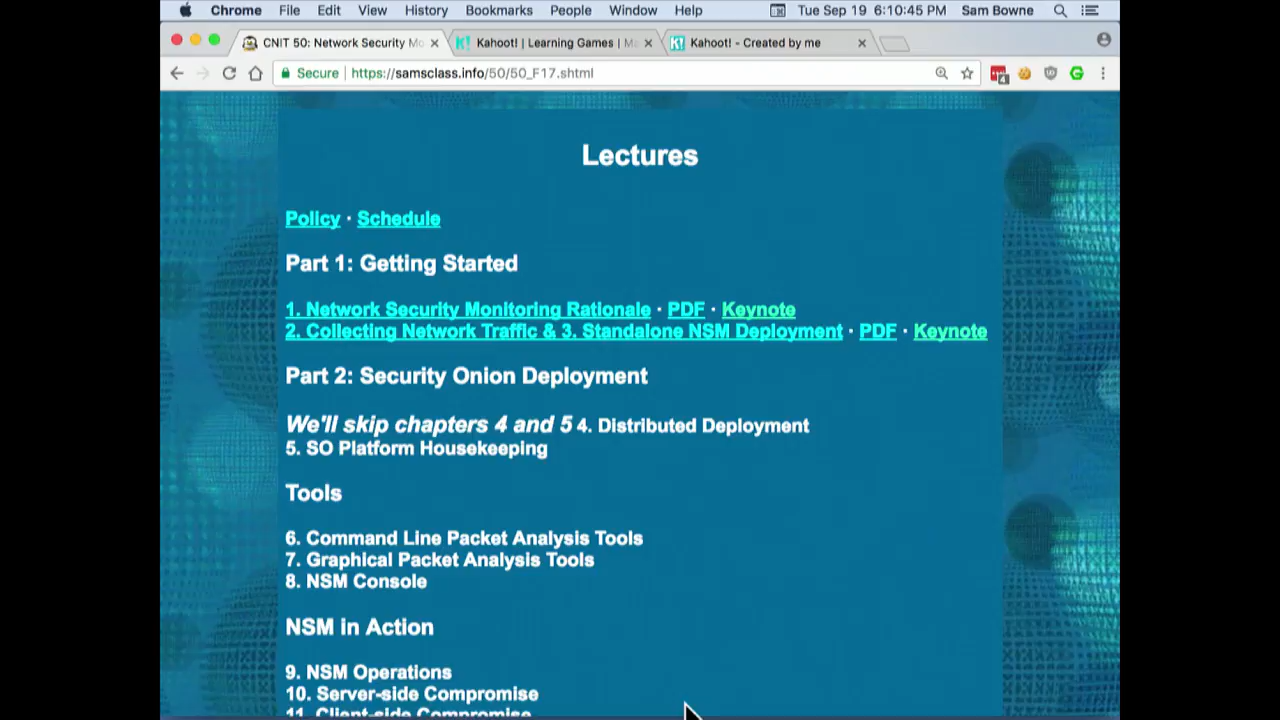 Chrome File Edit View History Bookmarks People Window Help Tue Sep 19 6:10:45 PM Sam Bowne
CNIT 50: Network Security Mo Kahoot! | Learning Games | Ma Kahoot! - Created by me
Secure | https://samsclass.info/50/50_F17.shtml
4
Lectures
Policy · Schedule
Part 1: Getting Started
1. Network Security Monitoring Rationale · PDF · Keynote
2. Collecting Network Traffic & 3. Standalone NSM Deployment · PDF · Keynote
Part 2: Security Onion Deployment
We'll skip chapters 4 and 5 4. Distributed Deployment
5. SO Platform Housekeeping
Tools
6. Command Line Packet Analysis Tools
7. Graphical Packet Analysis Tools
8. NSM Console
NSM in Action
9. NSM Operations
10. Server-side Compromise
11. Client-side Compromise